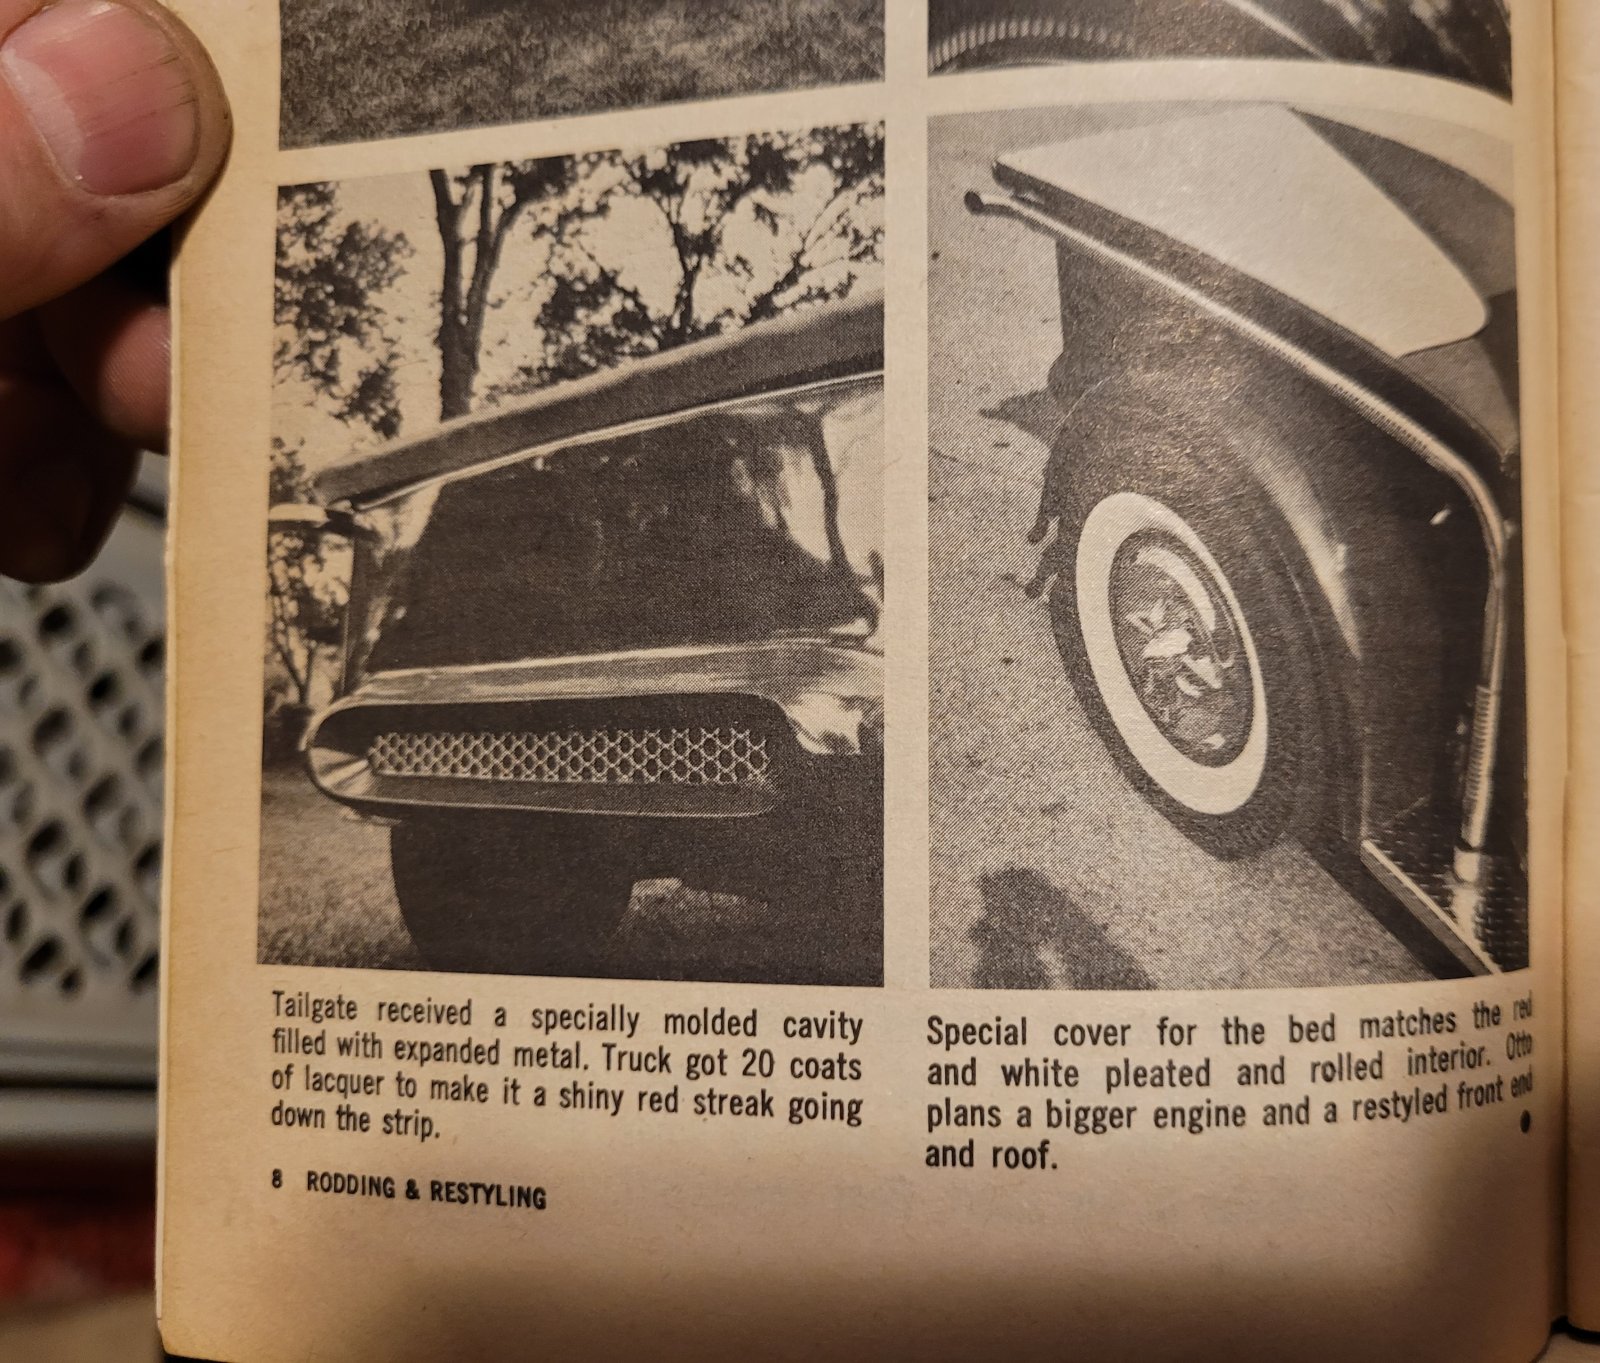 Tailgate received a specially molded cavity
filled with expanded metal. Truck got 20 coats
of lacquer to make it a shiny red streak going
down the strip.
Special cover for the bed matches the red
and white pleated and rolled interior. Otto
plans a bigger engine and a restyled front end
and roof. ●
8 RODDING & RESTYLING